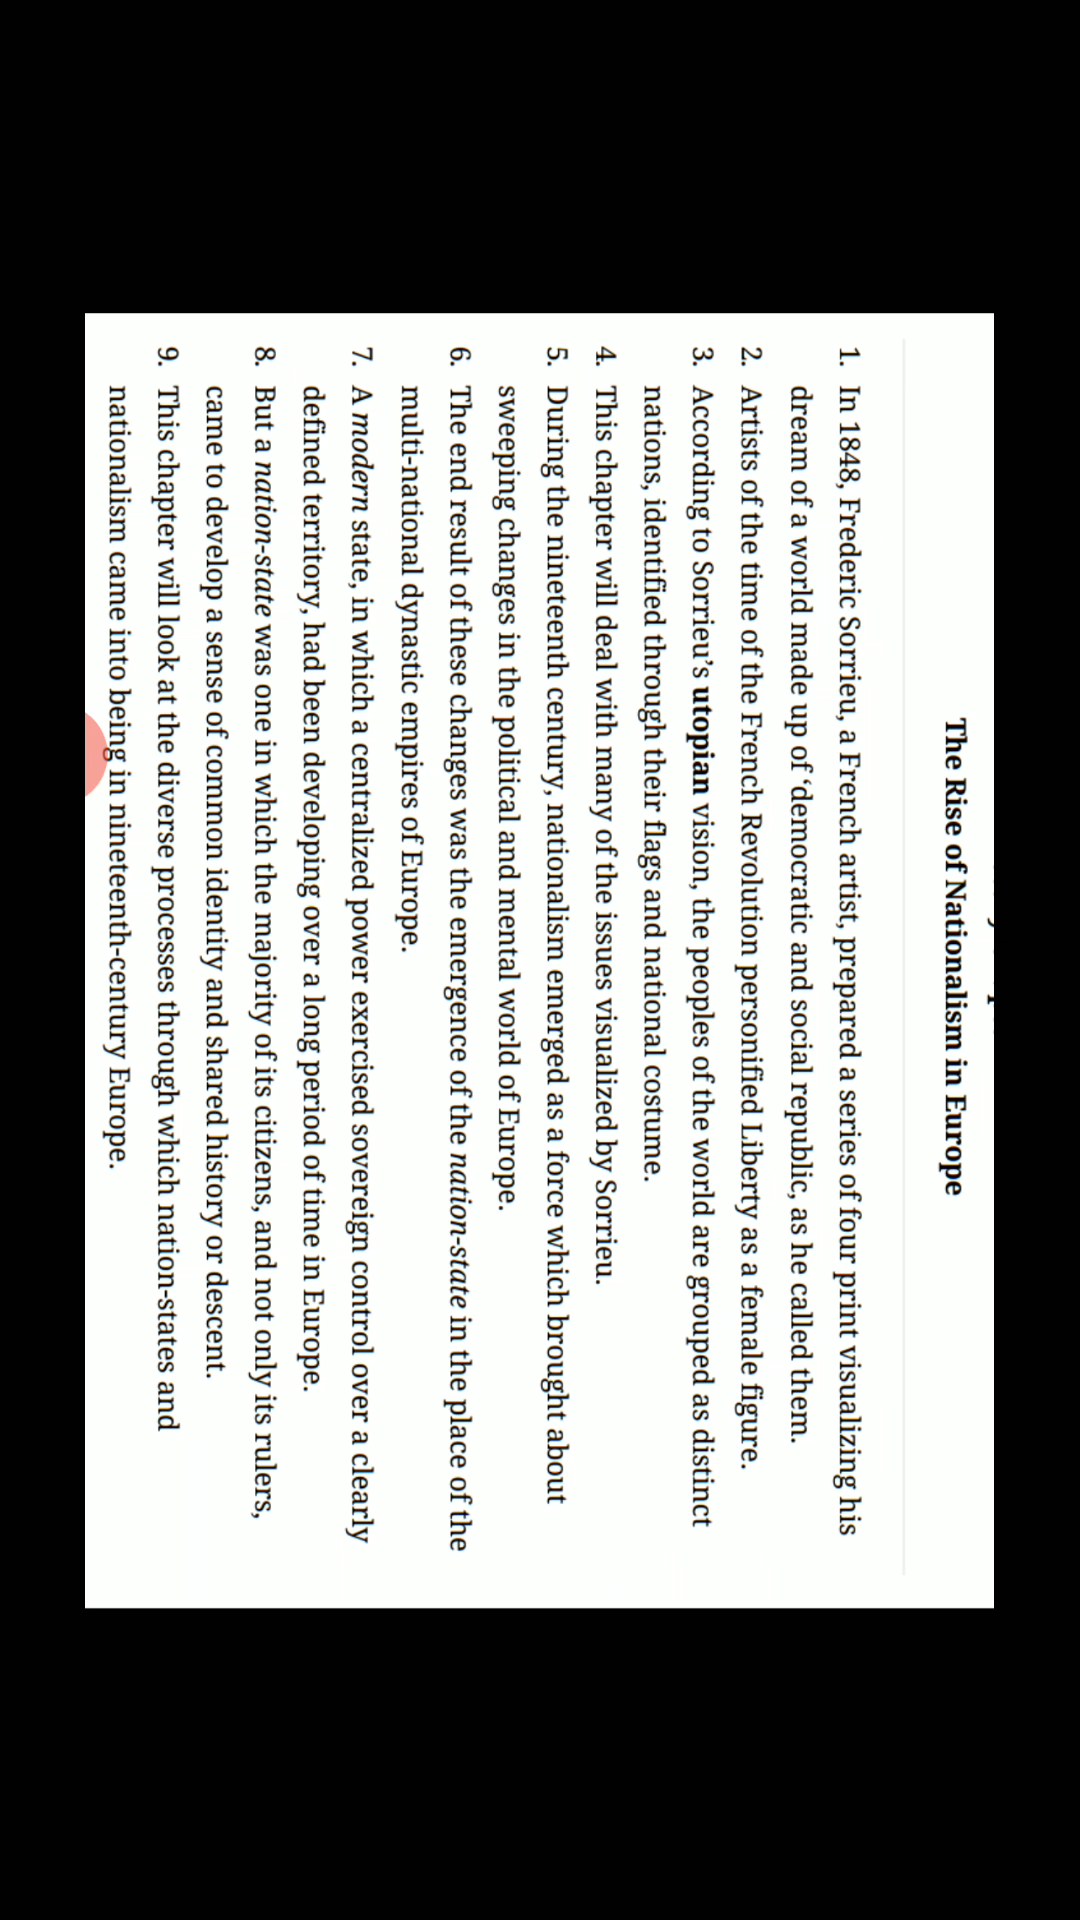 The Rise of Nationalism in Europe
1. In 1848, Frederic Sorrieu, a French artist, prepared a series of four print visualizing his
dream of a world made up of ‘democratic and social republic, as he called them.
2. Artists of the time of the French Revolution personified Liberty as a female figure.
3. According to Sorrieu’s utopian vision, the peoples of the world are grouped as distinct
nations, identified through their flags and national costume.
4. This chapter will deal with many of the issues visualized by Sorrieu.
5. During the nineteenth century, nationalism emerged as a force which brought about
sweeping changes in the political and mental world of Europe.
6. The end result of these changes was the emergence of the nation-state in the place of the
multi-national dynastic empires of Europe.
7. A modern state, in which a centralized power exercised sovereign control over a clearly
defined territory, had been developing over a long period of time in Europe.
8. But a nation-state was one in which the majority of its citizens, and not only its rulers,
came to develop a sense of common identity and shared history or descent.
9. This chapter will look at the diverse processes through which nation-states and
nationalism came into being in nineteenth-century Europe.